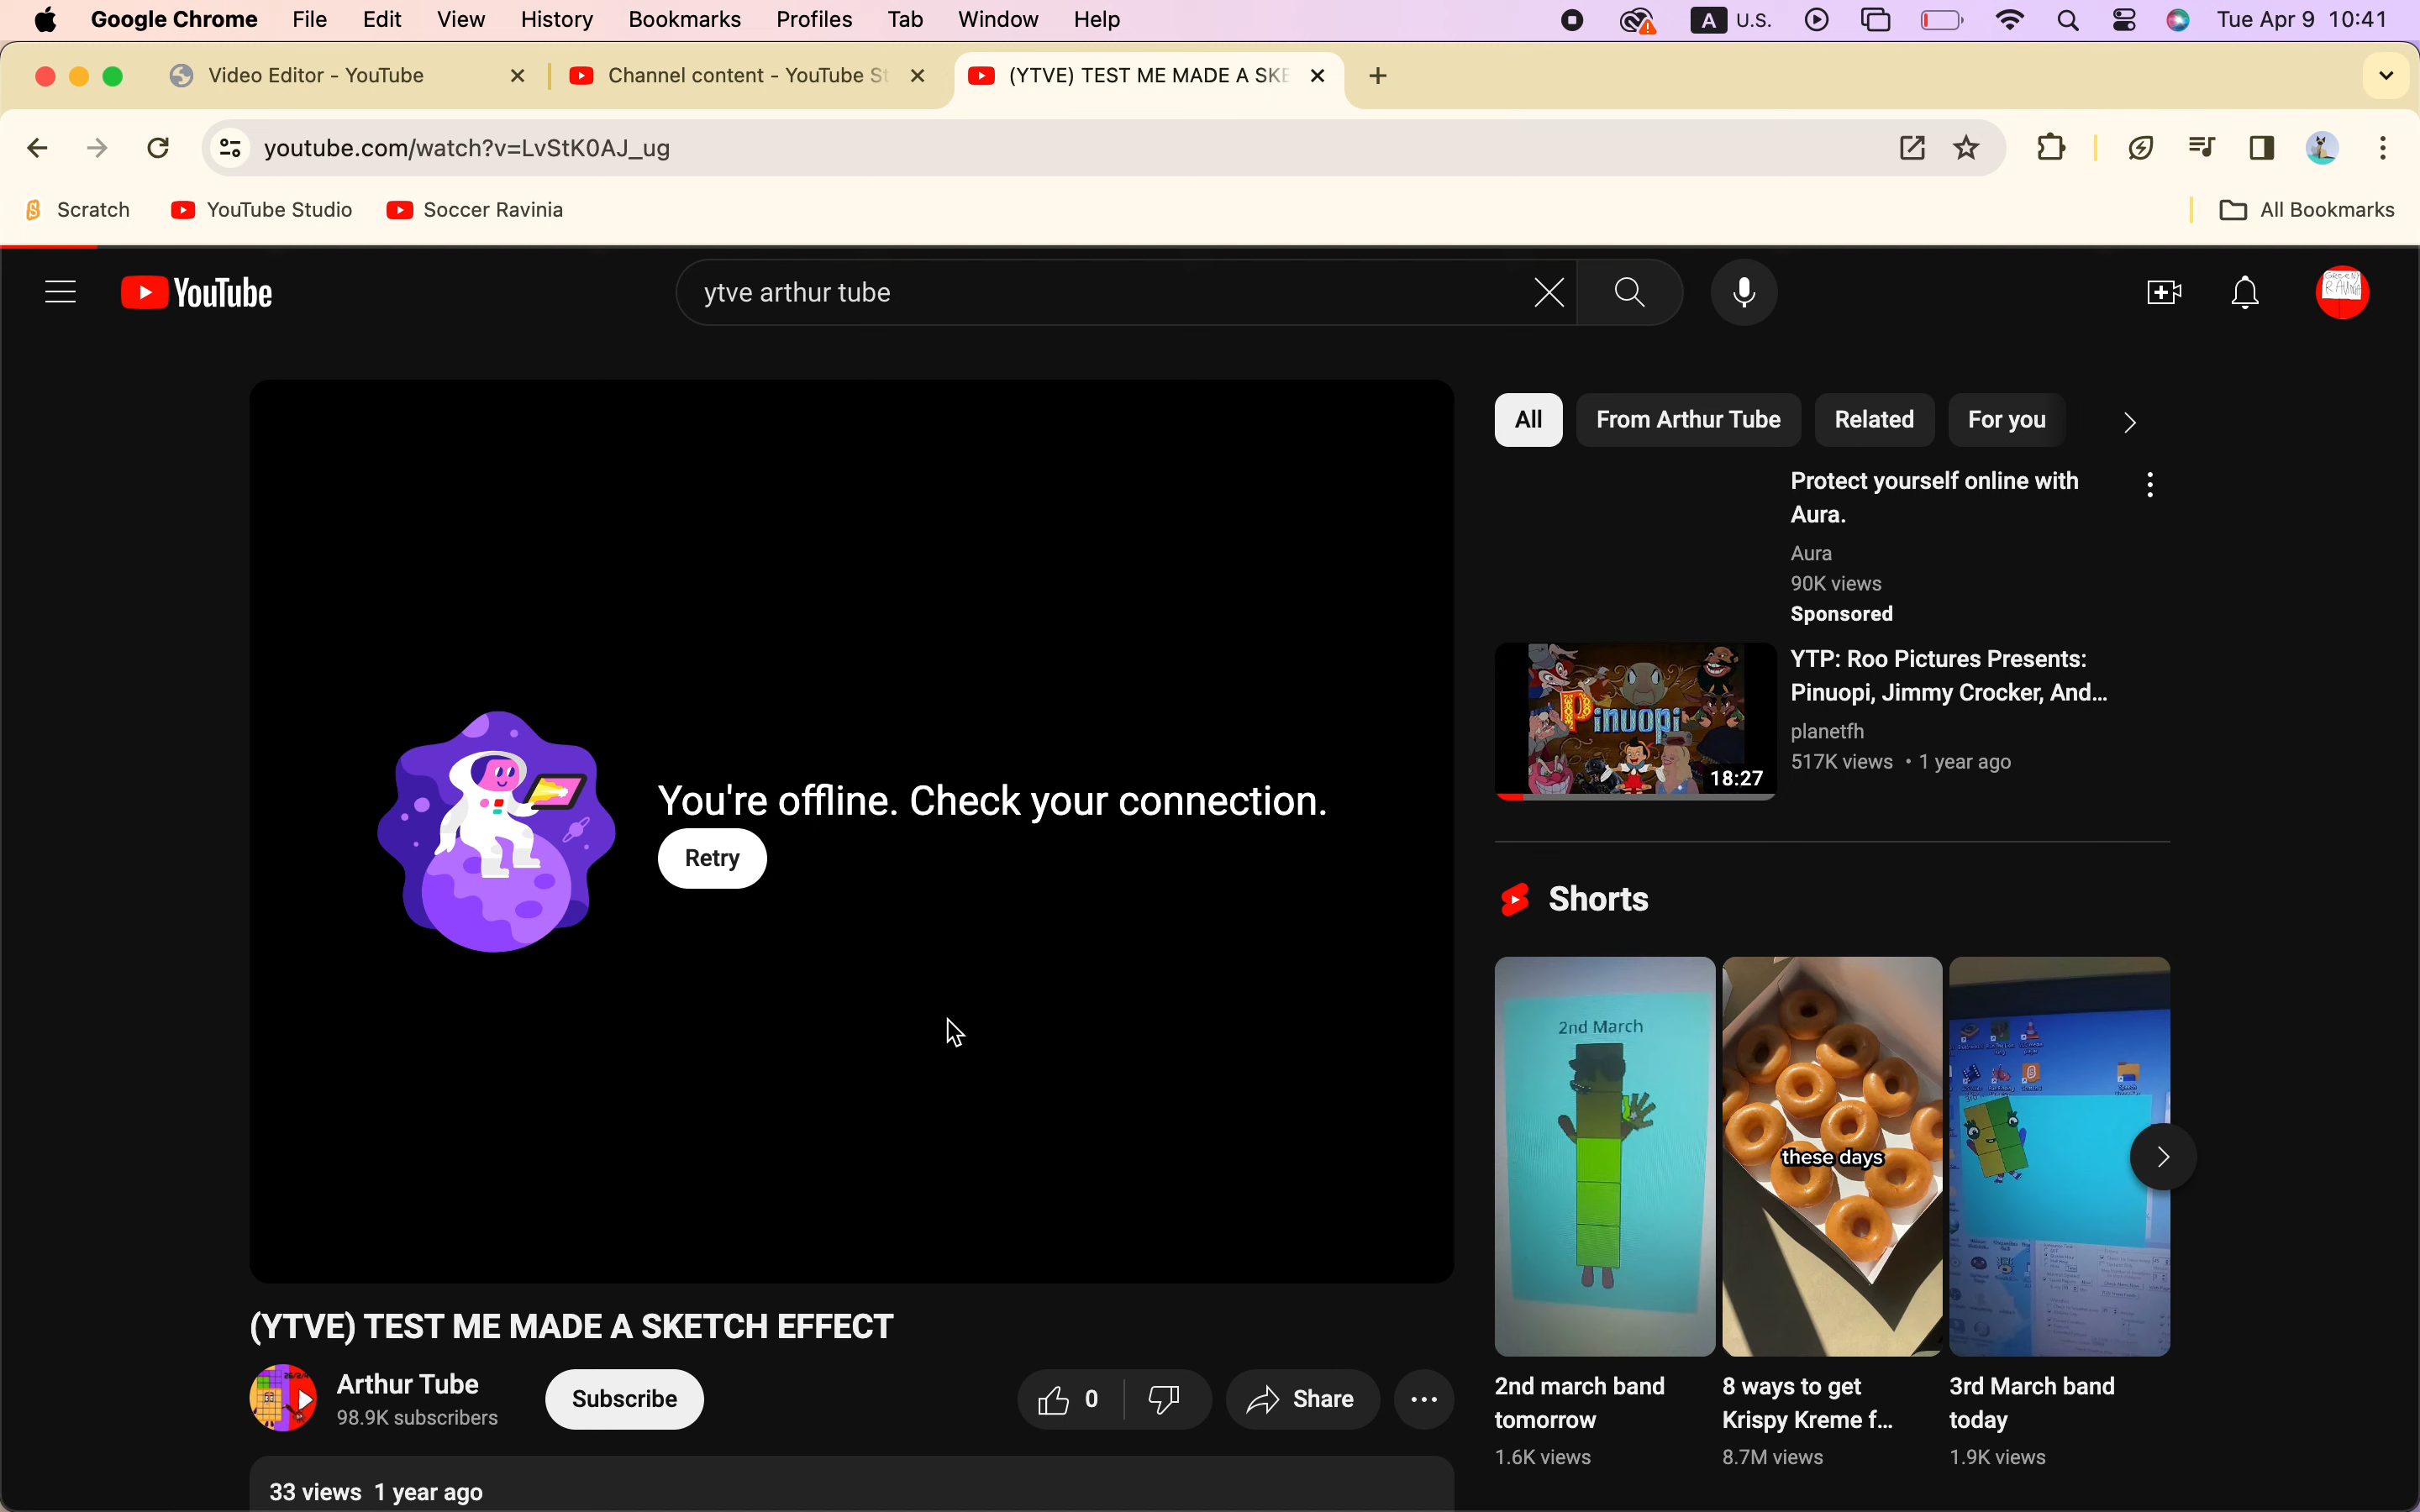 Google Chrome File Edit View History Bookmarks Profiles Tab Window Help A U.S. Tue Apr 9 10:41
Video Editor - YouTube Channel content - YouTube St (YTVE) TEST ME MADE A SKE
youtube.com/watch?v=LvStK0AJ_ug
Scratch YouTube Studio Soccer Ravinia All Bookmarks
YouTube
ytve arthur tube
You're offline. Check your connection.
Retry
(YTVE) TEST ME MADE A SKETCH EFFECT
Arthur Tube
98.9K subscribers
Subscribe
0
Share
33 views 1 year ago
All From Arthur Tube Related For you
Protect yourself online with
Aura.
Aura
90K views
Sponsored
Pinuopi
18:27
YTP: Roo Pictures Presents:
Pinuopi, Jimmy Crocker, And...
planetfh
517K views • 1 year ago
Shorts
2nd March
these days
2nd march band
tomorrow
1.6K views
8 ways to get
Krispy Kreme f...
8.7M views
3rd March band
today
1.9K views